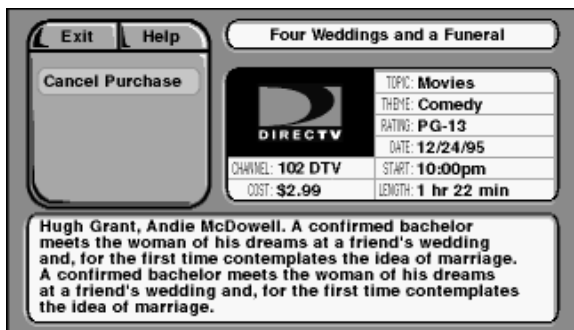 Exit Help
Four Weddings and a Funeral
Cancel Purchase
DIRECTV
TOPIC: Movies
THEME: Comedy
RATING: PG-13
DATE: 12/24/95
CHANNEL: 102 DTV
START: 10:00pm
COST: $2.99
LENGTH: 1 hr 22 min
Hugh Grant, Andie McDowell. A confirmed bachelor
meets the woman of his dreams at a friend's wedding
and, for the first time contemplates the idea of marriage.
A confirmed bachelor meets the woman of his dreams
at a friend's wedding and, for the first time contemplates
the idea of marriage.